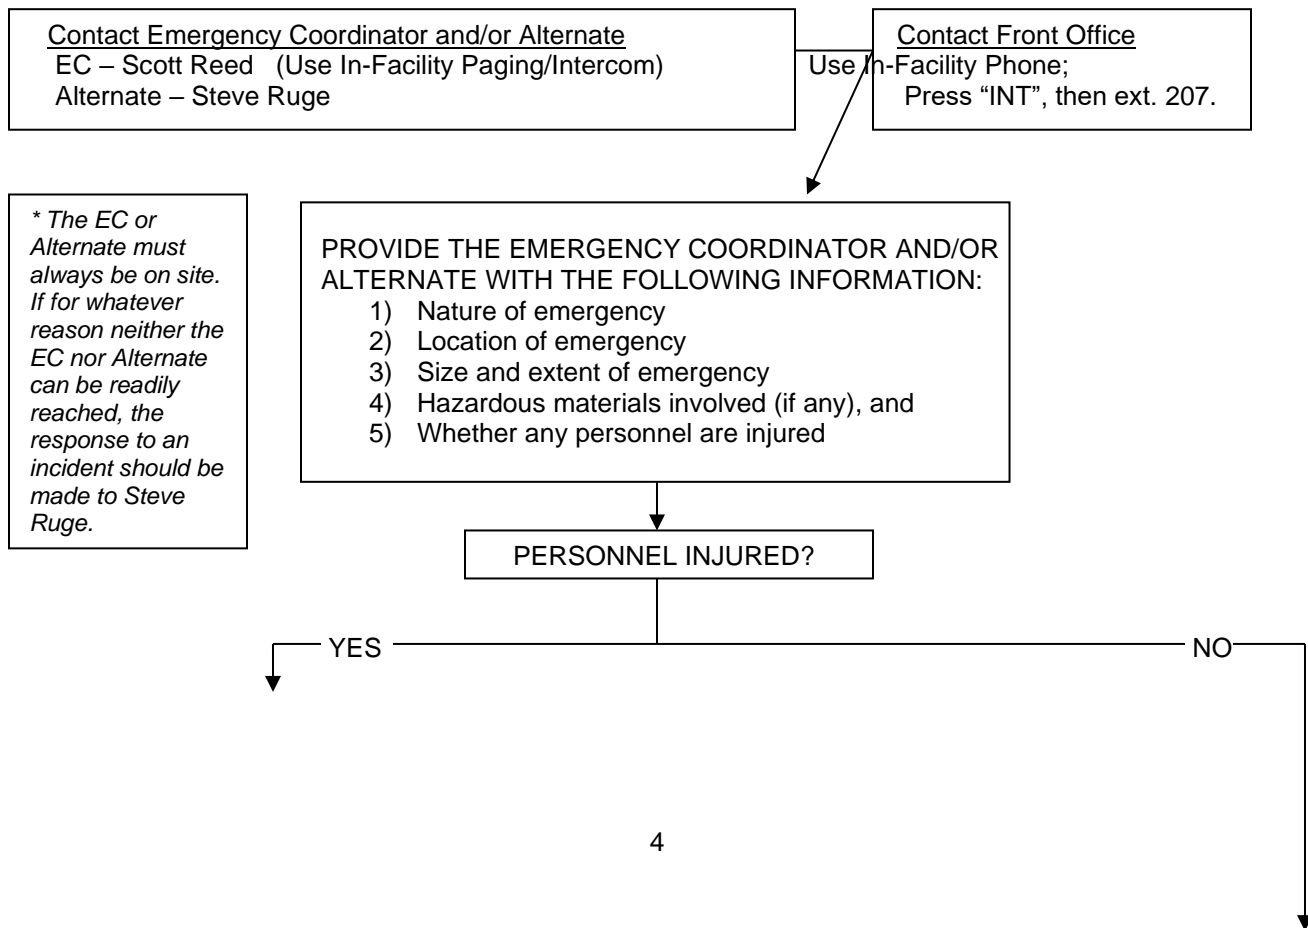 Contact Emergency Coordinator and/or Alternate
EC – Scott Reed (Use In-Facility Paging/Intercom)
Alternate – Steve Ruge
Contact Front Office
Use In-Facility Phone;
Press “INT”, then ext. 207.
* The EC or
Alternate must
always be on site.
If for whatever
reason neither the
EC nor Alternate
can be readily
reached, the
response to an
incident should be
made to Steve
Ruge.
PROVIDE THE EMERGENCY COORDINATOR AND/OR
ALTERNATE WITH THE FOLLOWING INFORMATION:
1) Nature of emergency
2) Location of emergency
3) Size and extent of emergency
4) Hazardous materials involved (if any), and
5) Whether any personnel are injured
PERSONNEL INJURED?
YES
NO
4